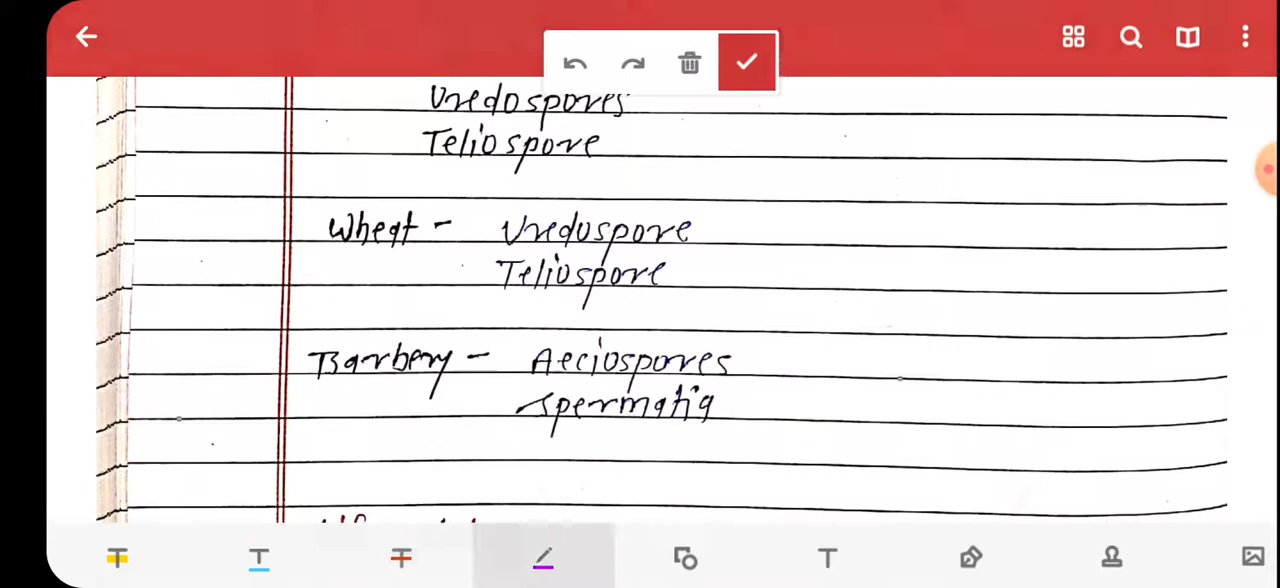 Uredospores
Teliospore
Wheat - Uredospore
Teliospore
Barbery - Aeciospores
spermatia
T
T
T
T